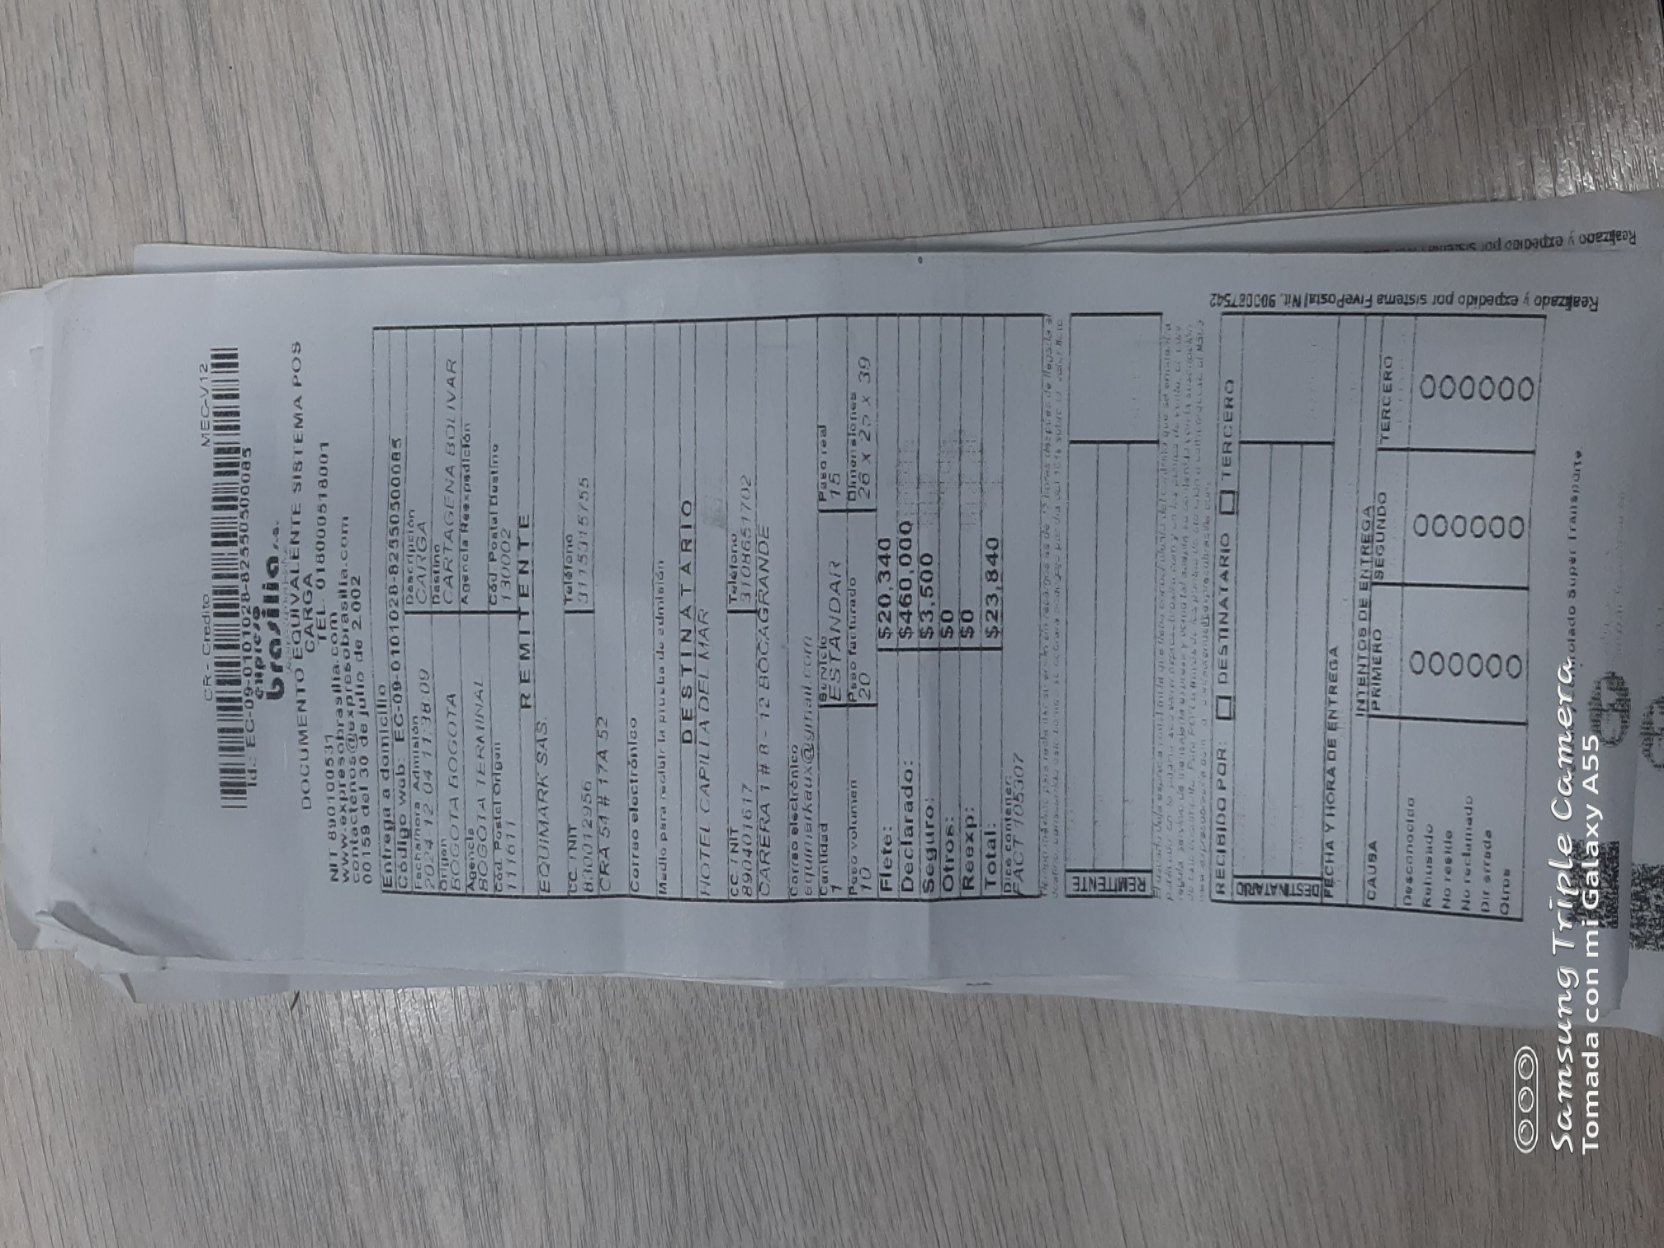 CR - Credito MEC-V12
Id.: EC-09-0101028-82550500085
expreso
brasilia s.a.
DOCUMENTO EQUIVALENTE SISTEMA POS
CARGA
NIT 890100531 TEL. 018000518001
www.expresobrasilia.com
contactenos@expresobrasilia.com
00159 del 30 de julio de 2.002
Entrega a domicilio
Código web: EC-09-0101028-82550500085
Fecha/hora Admisión Descripción
2024 12 04 11:38:09 CARGA
Origen Destino
BOGOTA BOGOTA CARTAGENA BOLIVAR
Agencia Agencia Reexpedición
BOGOTA TERMINAL
Cód. Postal Origen Cód Postal Destino
111611 130002
REMITENTE
EQUIMARK SAS.
CC. / NIT Teléfono
830012956 3115315755
CRA 54 # 17A 52
Correo electrónico
Medio para recibir la prueba de admisión
DESTINATARIO
HOTEL CAPILLA DEL MAR
CC. / NIT Teléfono
890401617 3108651702
CARERA 1 # 8 - 12 BOCAGRANDE
Correo electrónico
equimarkaux@gmail.com
Cantidad Servicio Peso real
1 ESTANDAR 15
Peso volumen Peso facturado Dimensiones
10 20 26 x 25 x 39
Flete: $20,340
Declarado: $460,000
Seguro: $3,500
Otros: $0
Reexp: $0
Total: $23,840
Dice contener:
FACT 105307
REMITENTE
RECIBIDO POR: DESTINATARIO TERCERO
DESTINATARIO
FECHA Y HORA DE ENTREGA
INTENTOS DE ENTREGA
CAUSA PRIMERO SEGUNDO TERCERO
Desconocido
Rehusado
No reside
No reclamado
Dir errada
Otros
Vigilado Super Transporte.
Realizado y expedido por sistema FivePostal Nit. 900087542
Realizado y expedido por sistema
Samsung Triple Camera
Tomada con mi Galaxy A55